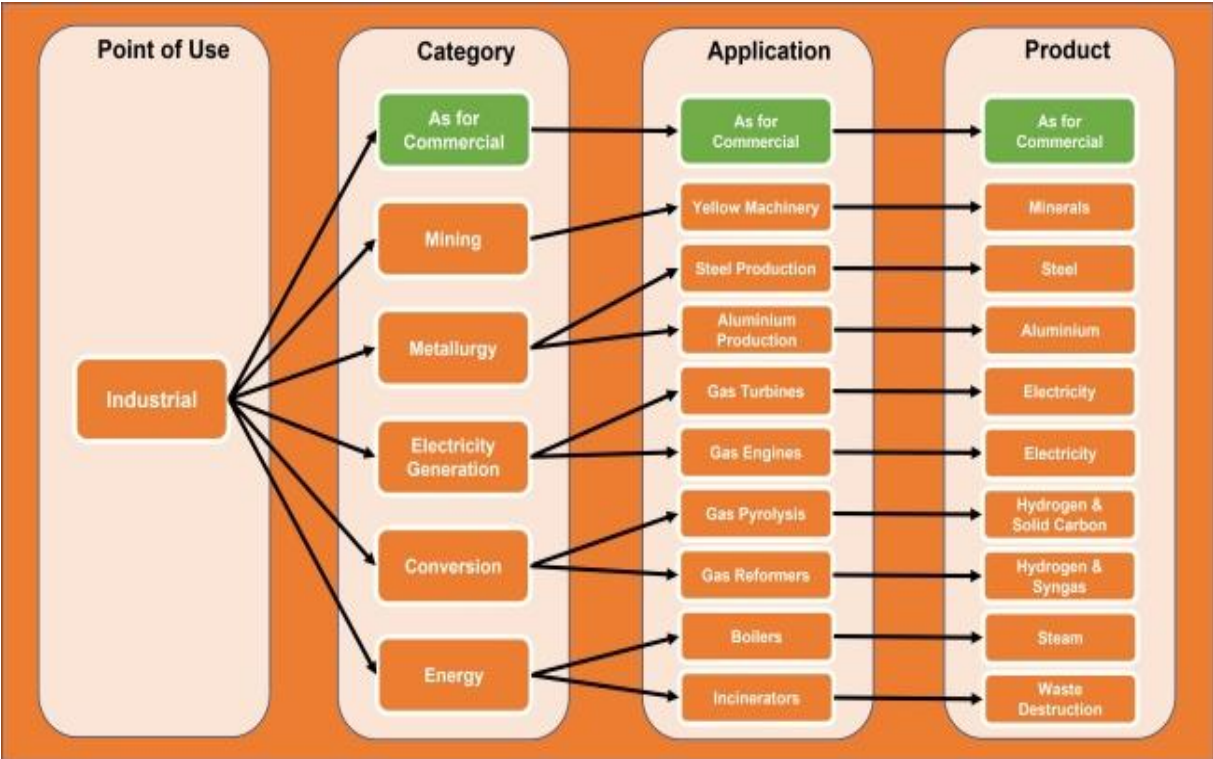 Point of Use
Industrial
Category
As for
Commercial
Mining
Metallurgy
Electricity
Generation
Conversion
Energy
Application
As for
Commercial
Yellow Machinery
Steel Production
Aluminium
Production
Gas Turbines
Gas Engines
Gas Pyrolysis
Gas Reformers
Boilers
Incinerators
Product
As for
Commercial
Minerals
Steel
Aluminium
Electricity
Electricity
Hydrogen &
Solid Carbon
Hydrogen &
Syngas
Steam
Waste
Destruction